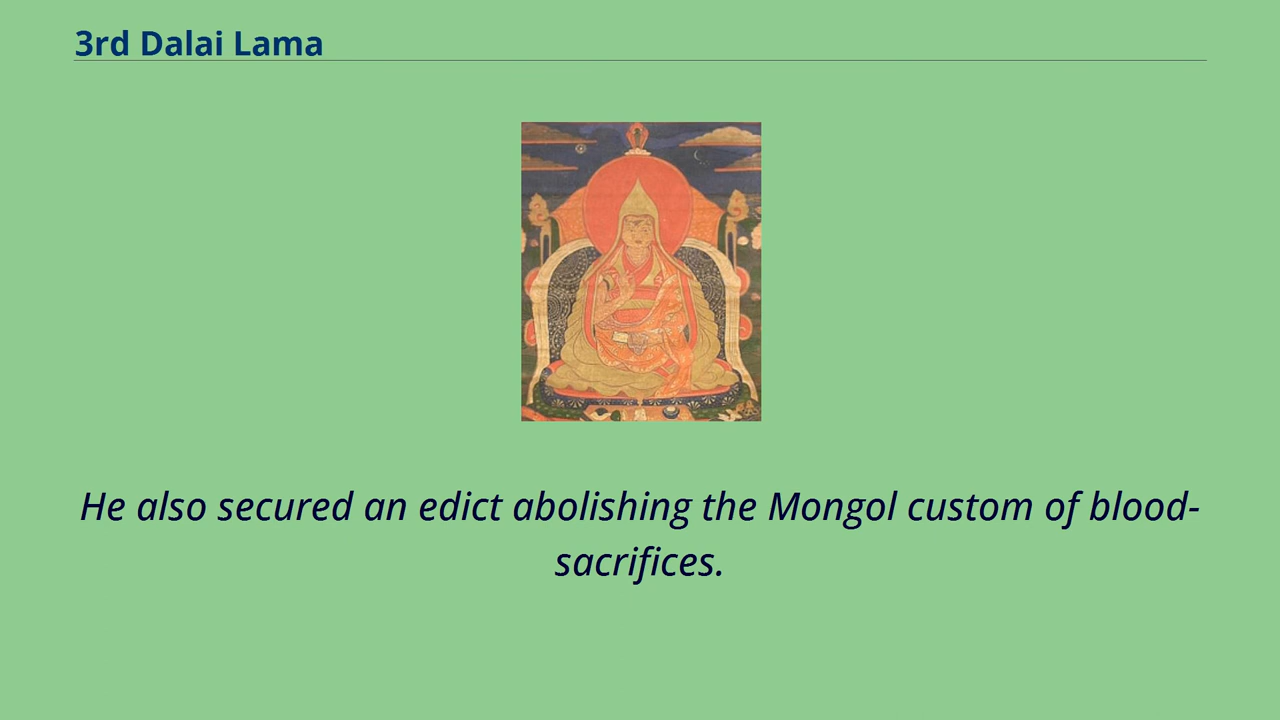 3rd Dalai Lama
He also secured an edict abolishing the Mongol custom of blood-
sacrifices.